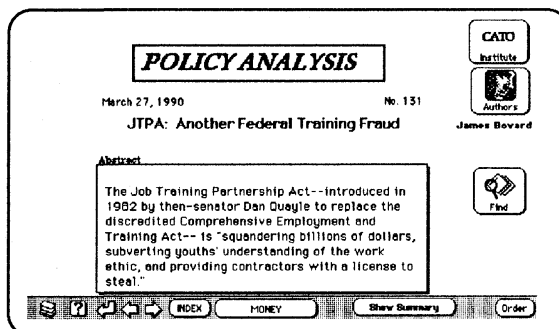 CATO
Institute
POLICY ANALYSIS
March 27, 1990 No. 131
Authors
JTPA: Another Federal Training Fraud
James Bovard
Abstract
The Job Training Partnership Act--introduced in
1982 by then-senator Dan Quayle to replace the
discredited Comprehensive Employment and
Training Act-- is "squandering billions of dollars,
subverting youths' understanding of the work
ethic, and providing contractors with a license to
steal."
Find
? INDEX MONEY Show Summary Order